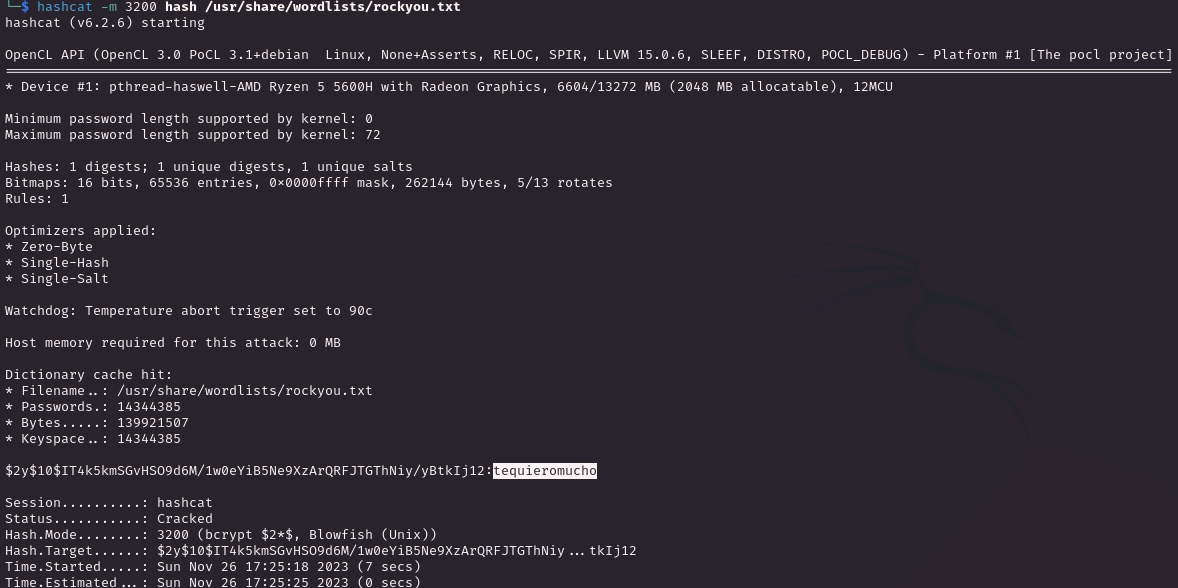 └─$ hashcat -m 3200 hash /usr/share/wordlists/rockyou.txt
hashcat (v6.2.6) starting
OpenCL API (OpenCL 3.0 PoCL 3.1+debian  Linux, None+Asserts, RELOC, SPIR, LLVM 15.0.6, SLEEF, DISTRO, POCL_DEBUG) - Platform #1 [The pocl project]
==================================================================================================================================================
* Device #1: pthread-haswell-AMD Ryzen 5 5600H with Radeon Graphics, 6604/13272 MB (2048 MB allocatable), 12MCU
Minimum password length supported by kernel: 0
Maximum password length supported by kernel: 72
Hashes: 1 digests; 1 unique digests, 1 unique salts
Bitmaps: 16 bits, 65536 entries, 0x0000ffff mask, 262144 bytes, 5/13 rotates
Rules: 1
Optimizers applied:
* Zero-Byte
* Single-Hash
* Single-Salt
Watchdog: Temperature abort trigger set to 90c
Host memory required for this attack: 0 MB
Dictionary cache hit:
* Filename..: /usr/share/wordlists/rockyou.txt
* Passwords.: 14344385
* Bytes.....: 139921507
* Keyspace..: 14344385
$2y$10$IT4k5kmSGvHSO9d6M/1w0eYiB5Ne9XzArQRFJTGThNiy/yBtkIj12:tequieromucho
Session..........: hashcat
Status...........: Cracked
Hash.Mode........: 3200 (bcrypt $2*$, Blowfish (Unix))
Hash.Target......: $2y$10$IT4k5kmSGvHSO9d6M/1w0eYiB5Ne9XzArQRFJTGThNiy...tkIj12
Time.Started.....: Sun Nov 26 17:25:18 2023 (7 secs)
Time.Estimated...: Sun Nov 26 17:25:25 2023 (0 secs)